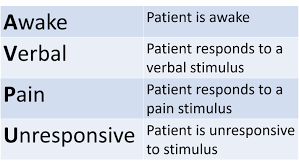 Awake
Patient is awake
Verbal
Patient responds to a
verbal stimulus
Pain
Patient responds to a
pain stimulus
Unresponsive
Patient is unresponsive
to stimulus